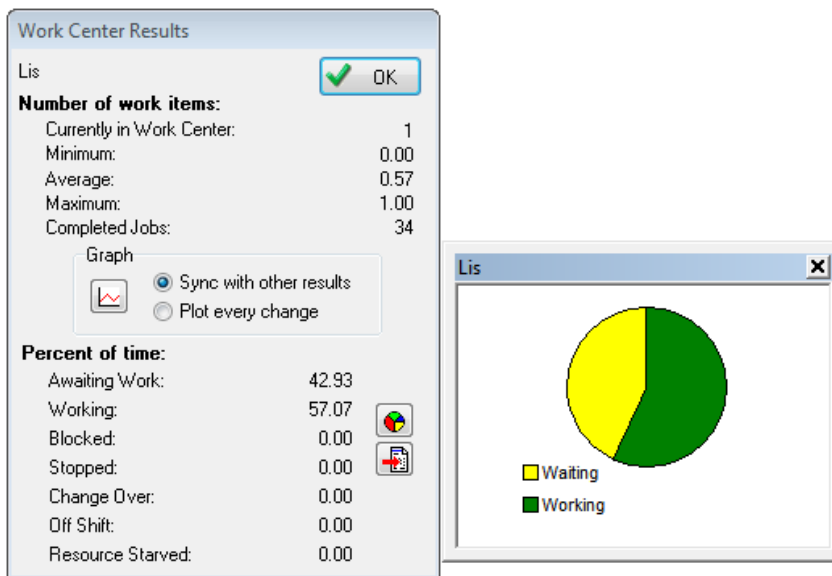 Work Center Results
Lis
OK
Number of work items:
Currently in Work Center: 1
Minimum: 0.00
Average: 0.57
Maximum: 1.00
Completed Jobs: 34
Graph
Sync with other results
Plot every change
Percent of time:
Awaiting Work: 42.93
Working: 57.07
Blocked: 0.00
Stopped: 0.00
Change Over: 0.00
Off Shift: 0.00
Resource Starved: 0.00
Lis
Waiting
Working